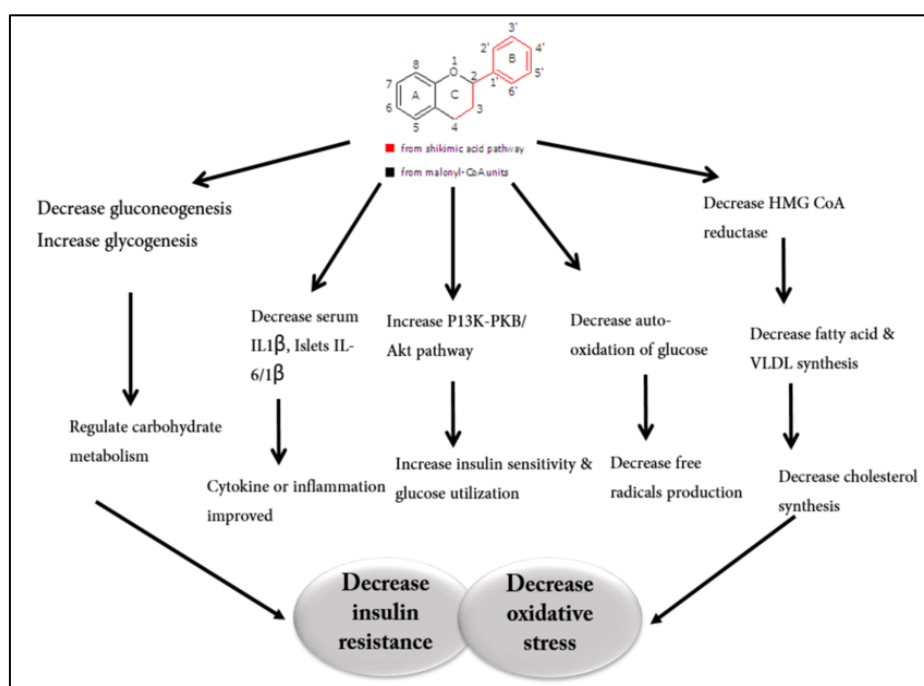 3'
2'
4'
B
8
1
O
2
1'
5'
7
A
C
6'
6
3
5
4
from shikimic acid pathway
from malonyl-CoA units
Decrease gluconeogenesis
Increase glycogenesis
Decrease HMG CoA
reductase
Decrease serum
IL1β, Islets IL-
6/1β
Increase P13K-PKB/
Akt pathway
Decrease auto-
oxidation of glucose
Decrease fatty acid &
VLDL synthesis
Regulate carbohydrate
metabolism
Cytokine or inflammation
improved
Increase insulin sensitivity &
glucose utilization
Decrease free
radicals production
Decrease cholesterol
synthesis
Decrease
insulin
resistance
Decrease
oxidative
stress